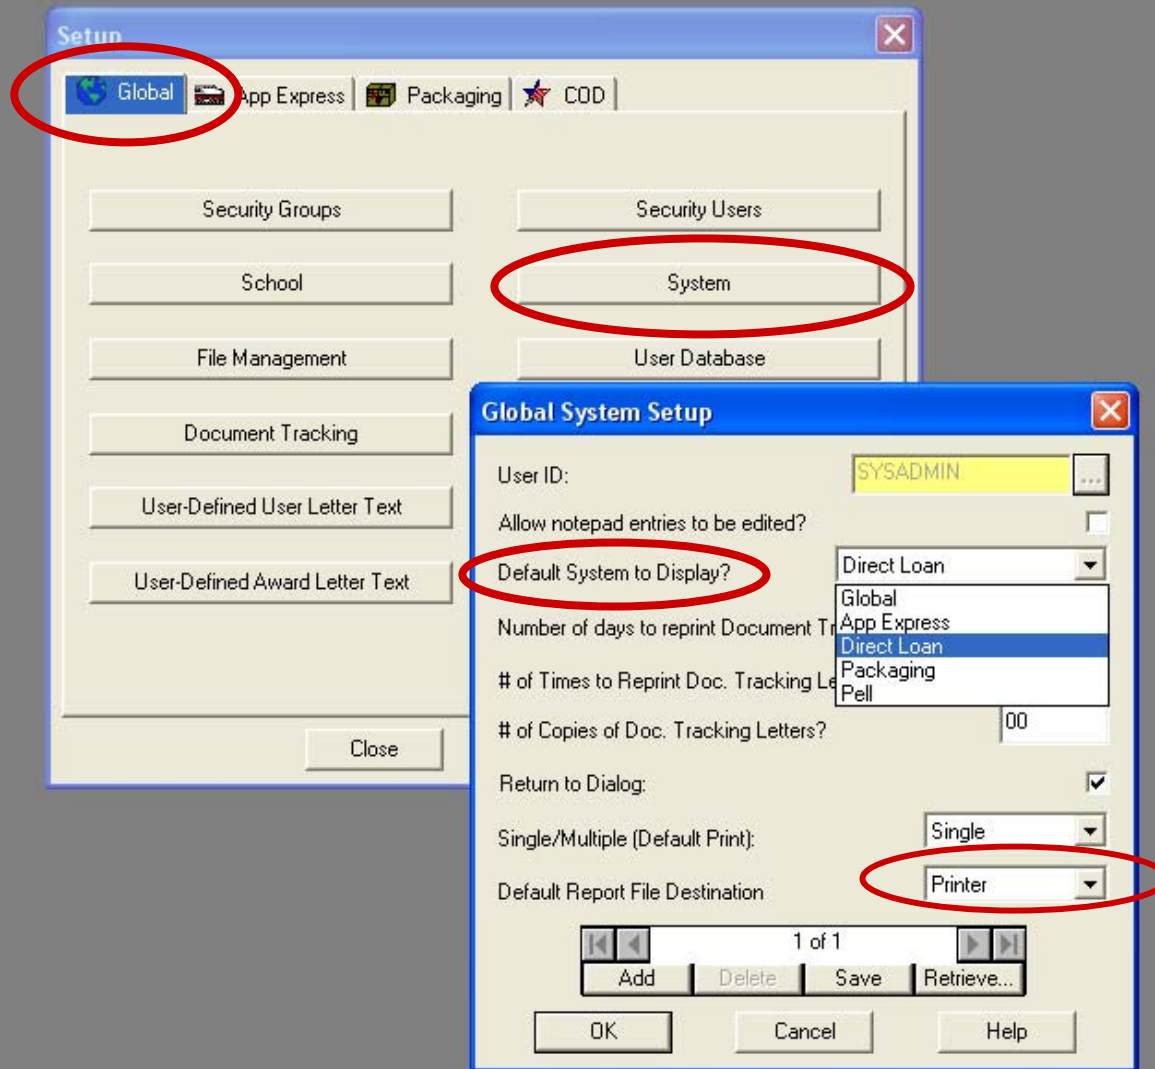 Setup
Global App Express Packaging COD
Security Groups Security Users
School System
File Management User Database
Document Tracking
User-Defined User Letter Text
User-Defined Award Letter Text
Close
Global System Setup
User ID: SYSADMIN ...
Allow notepad entries to be edited?
Default System to Display? Direct Loan
Global
App Express
Number of days to reprint Document Tr
Direct Loan
Packaging
# of Times to Reprint Doc. Tracking Le
Pell
# of Copies of Doc. Tracking Letters? 00
Return to Dialog:
Single/Multiple (Default Print): Single
Default Report File Destination Printer
1 of 1
Add Delete Save Retrieve...
OK Cancel Help